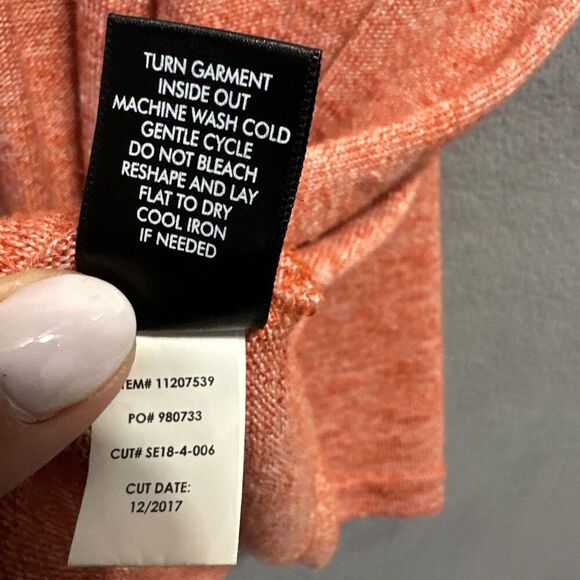 TURN GARMENT
INSIDE OUT
MACHINE WASH COLD
GENTLE CYCLE
DO NOT BLEACH
RESHAPE AND LAY
FLAT TO DRY
COOL IRON
IF NEEDED
EM# 11207539
PO# 980733
CUT# SE18-4-006
CUT DATE:
12/2017